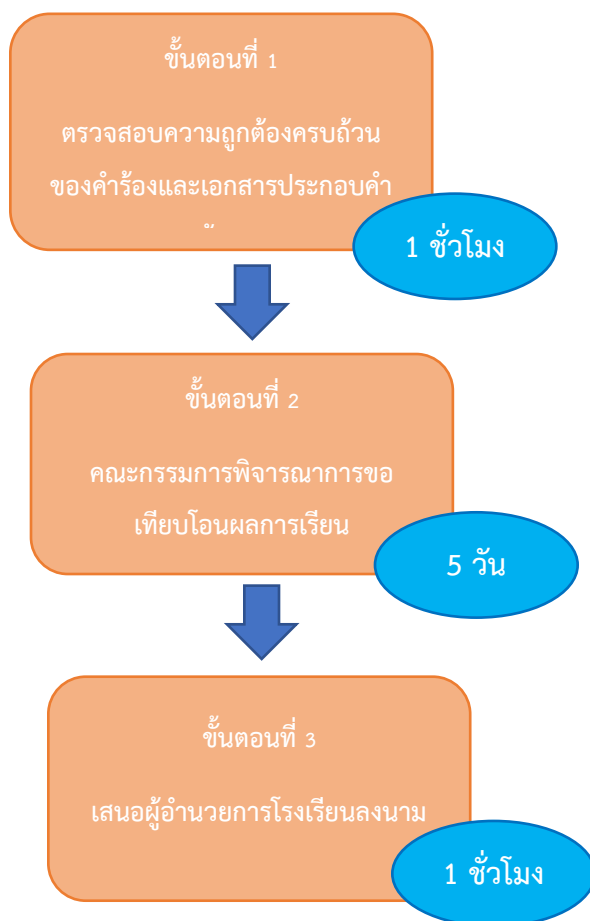 ขั้นตอนที่ 1
ตรวจสอบความถูกต้องครบถ้วน
ของคำร้องและเอกสารประกอบคำ
1 ชั่วโมง
ขั้นตอนที่ 2
คณะกรรมการพิจารณาการขอ
เทียบโอนผลการเรียน
5 วัน
ขั้นตอนที่ 3
เสนอผู้อำนวยการโรงเรียนลงนาม
1 ชั่วโมง